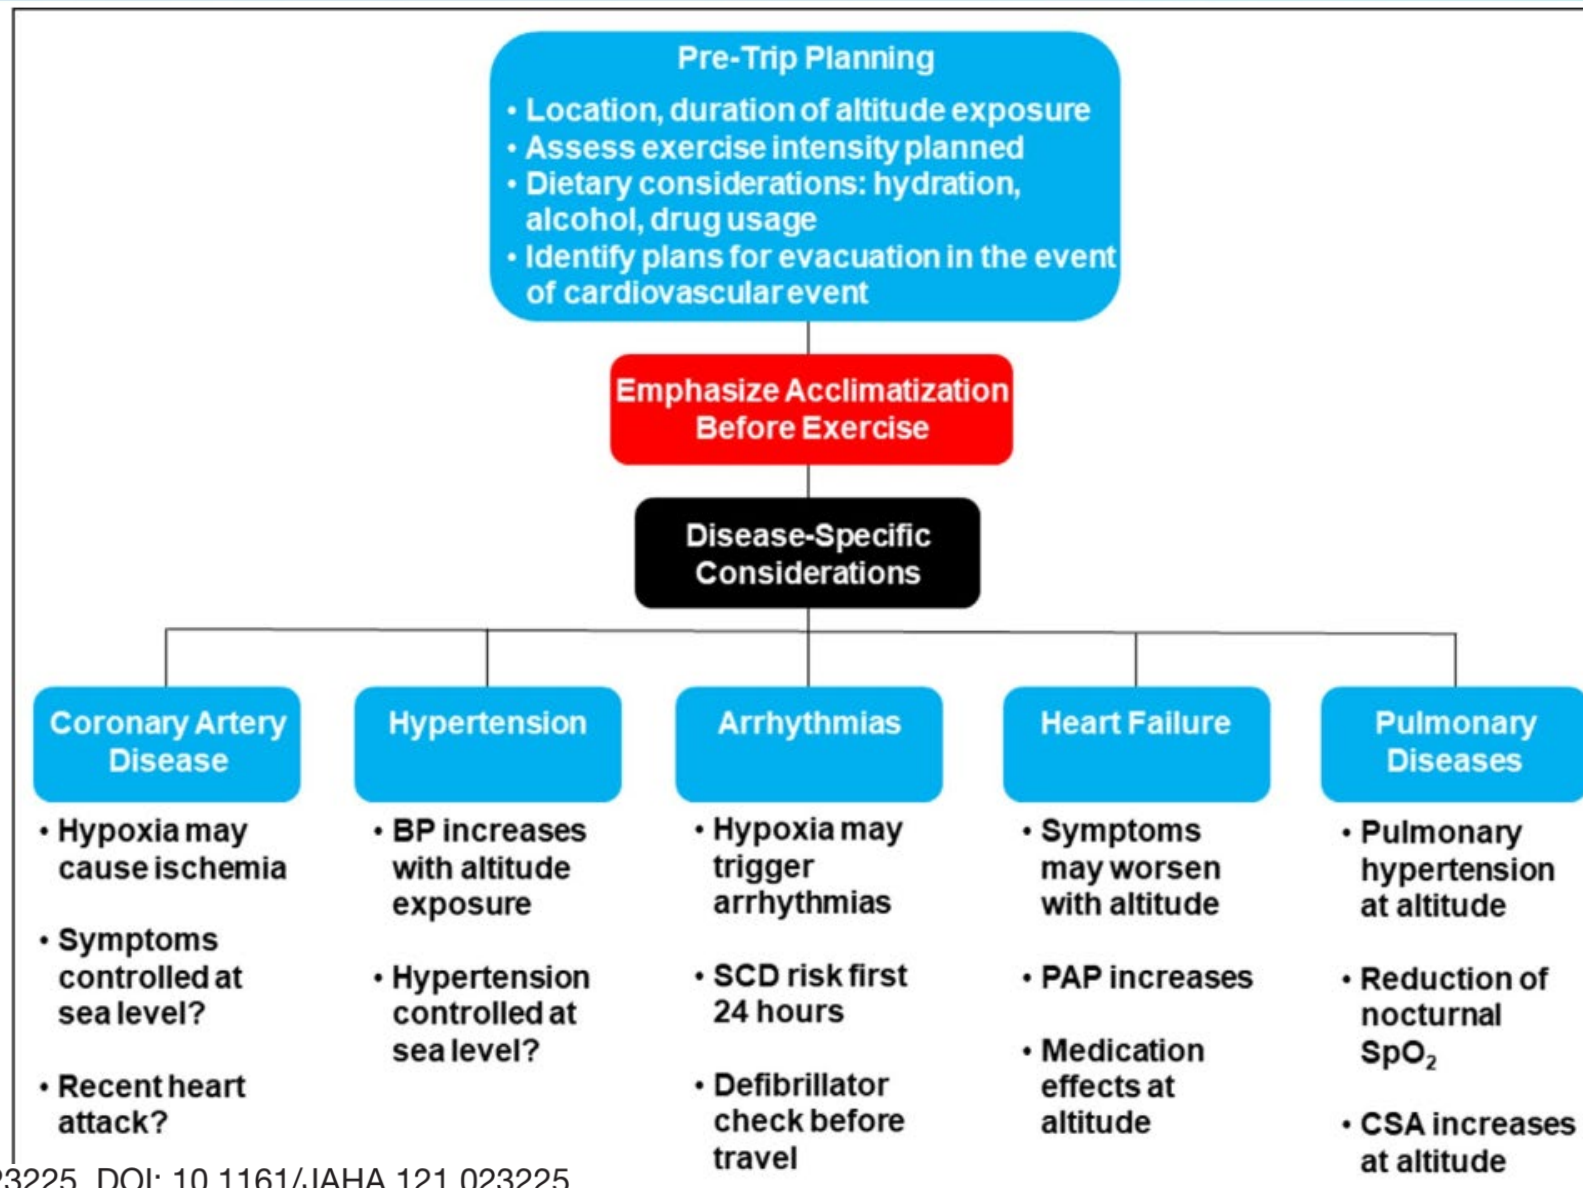 Pre-Trip Planning
• Location, duration of altitude exposure
• Assess exercise intensity planned
• Dietary considerations: hydration,
alcohol, drug usage
• Identify plans for evacuation in the event
of cardiovascular event
Emphasize Acclimatization
Before Exercise
Disease-Specific
Considerations
Coronary Artery
Disease
• Hypoxia may
cause ischemia
• Symptoms
controlled at
sea level?
• Recent heart
attack?
Hypertension
• BP increases
with altitude
exposure
• Hypertension
controlled at
sea level?
Arrhythmias
• Hypoxia may
trigger
arrhythmias
• SCD risk first
24 hours
• Defibrillator
check before
travel
Heart Failure
• Symptoms
may worsen
with altitude
• PAP increases
• Medication
effects at
altitude
Pulmonary
Diseases
• Pulmonary
hypertension
at altitude
• Reduction of
nocturnal
SpO₂
• CSA increases
at altitude
23225. DOI: 10.1161/JAHA.121.023225